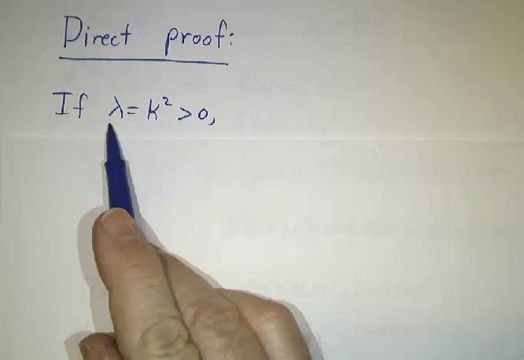 Direct proof:
If λ = k² > 0,